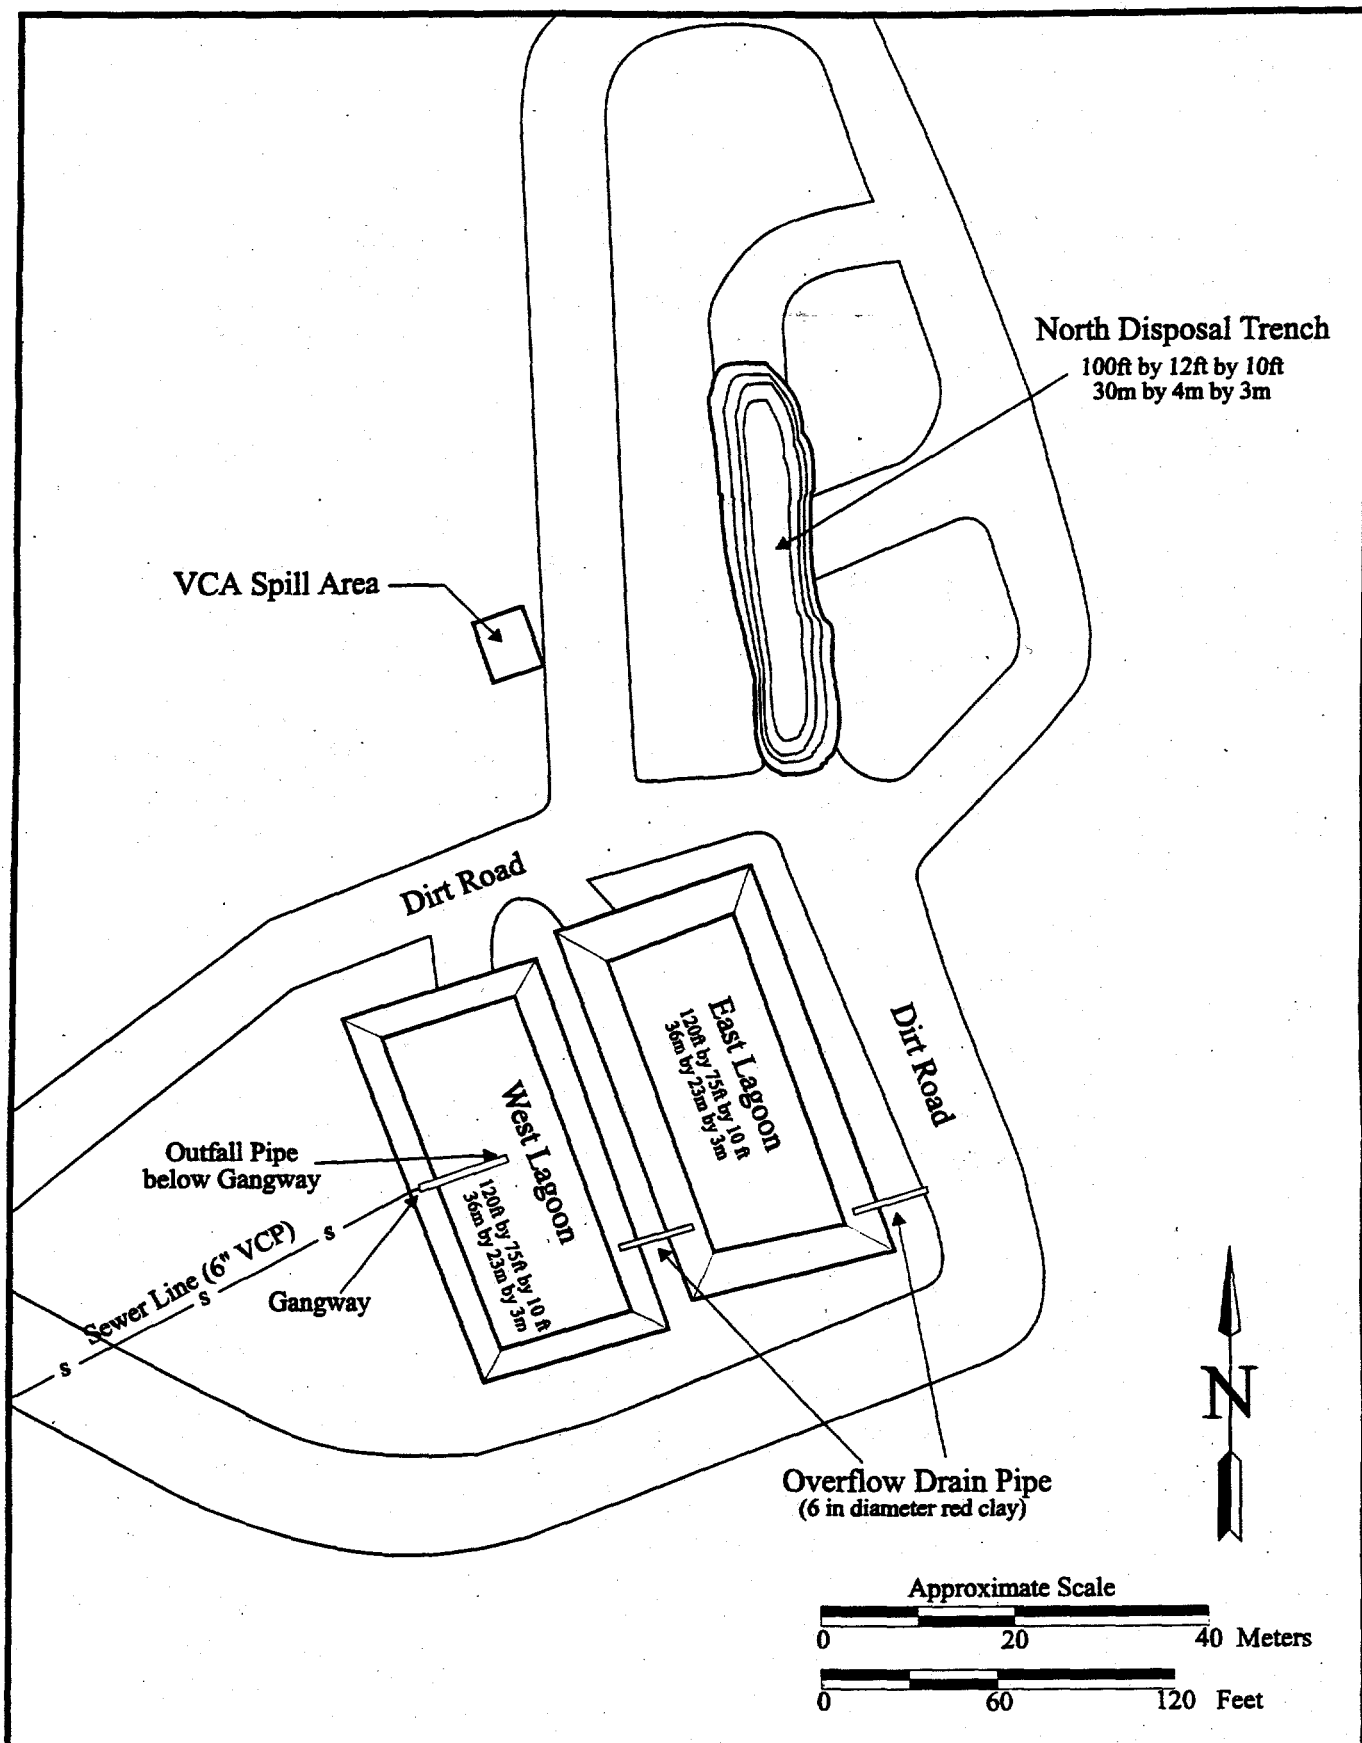 North Disposal Trench
100ft by 12ft by 10ft
30m by 4m by 3m
VCA Spill Area
Dirt Road
East Lagoon
120ft by 75ft by 10 ft
36m by 23m by 3m
Dirt Road
West Lagoon
120ft by 75ft by 10 ft
36m by 23m by 3m
Outfall Pipe
below Gangway
Sewer Line (6" VCP)
s
s
s
Gangway
N
Overflow Drain Pipe
(6 in diameter red clay)
Approximate Scale
0 20 40 Meters
0 60 120 Feet